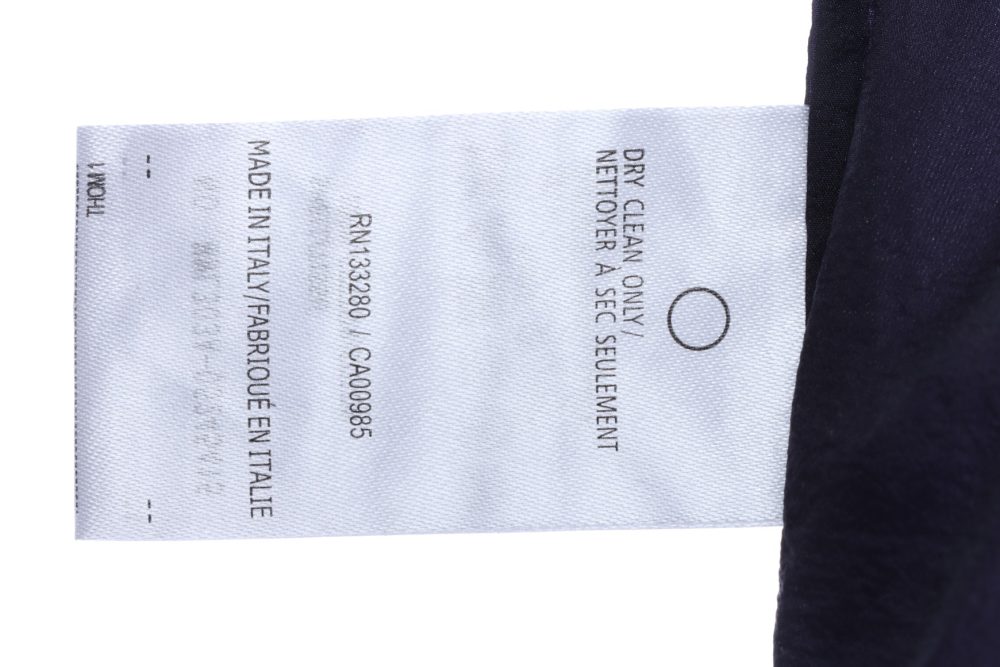 DRY CLEAN ONLY/
NETTOYER À SEC SEULEMENT
RN133280 / CA00985
MADE IN ITALY/FABRIQUÉ EN ITALIE
-- --